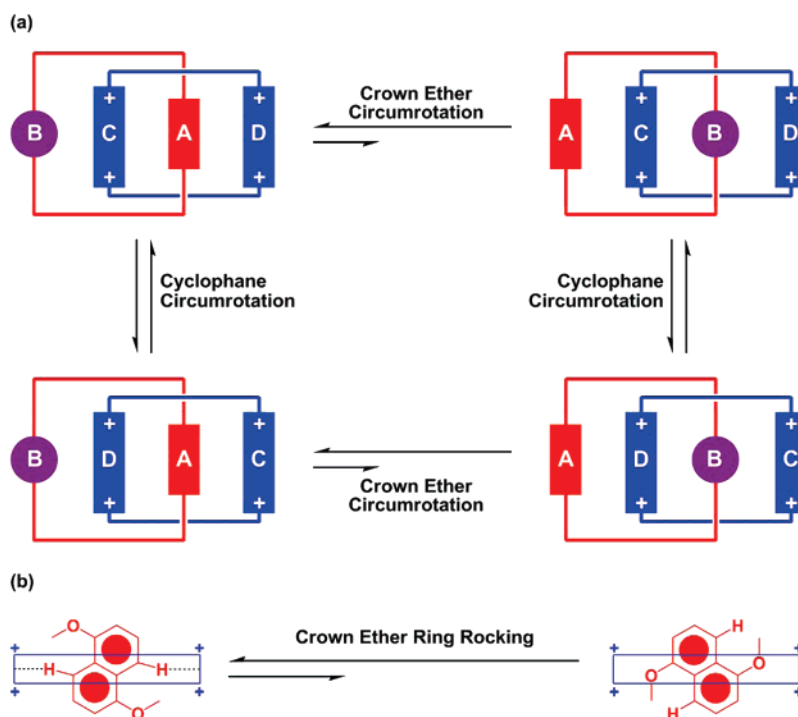 (a)
+ +
B C A D
+ +
Crown Ether
Circumrotation
+ +
A C B D
+ +
Cyclophane
Circumrotation
Cyclophane
Circumrotation
+ +
B D A C
+ +
Crown Ether
Circumrotation
+ +
A D B C
+ +
(b)
O
+ +
H H
+ +
O
Crown Ether Ring Rocking
H
+ +
O
O
+ +
H